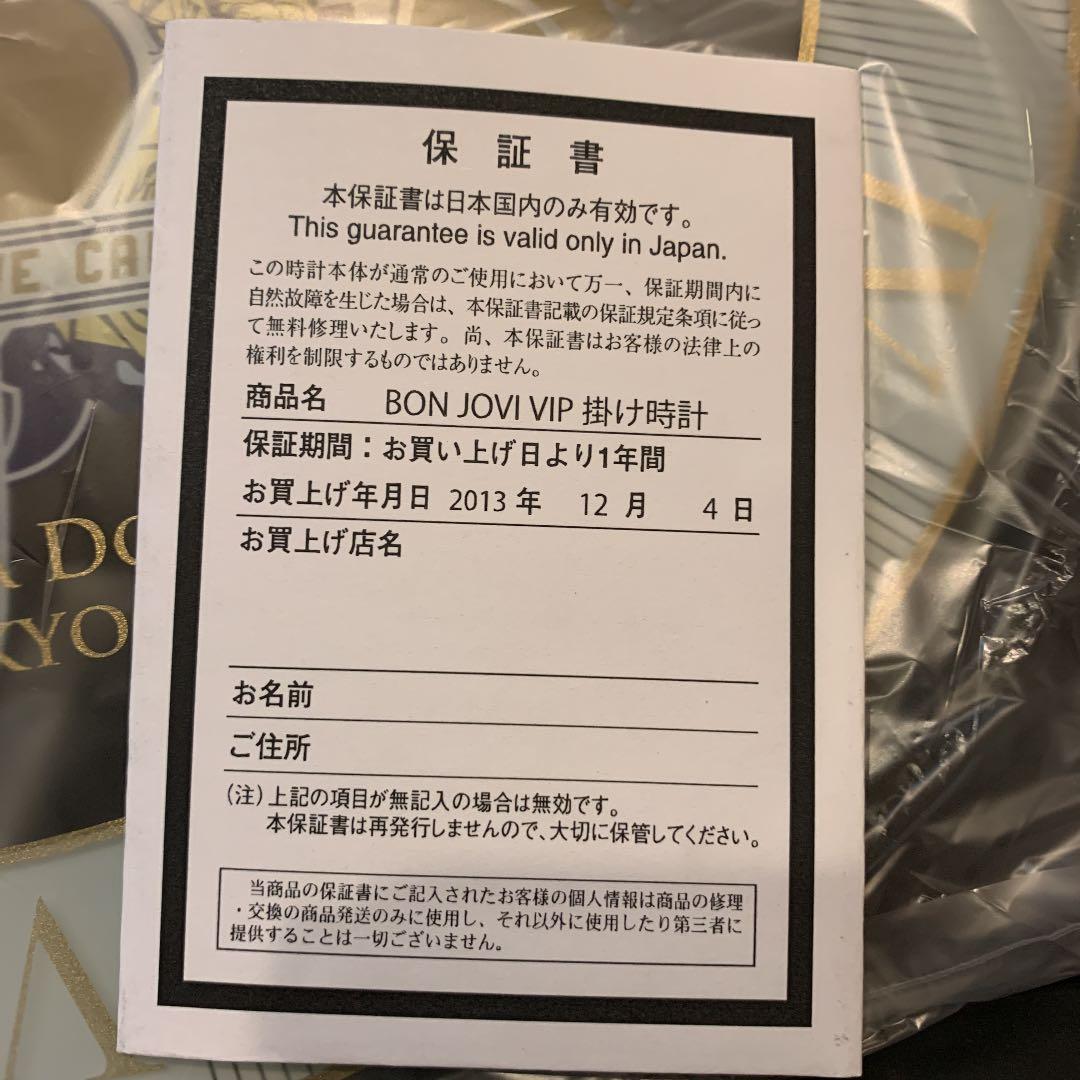 保証書
本保証書は日本国内のみ有効です。
This guarantee is valid only in Japan.
この時計本体が通常のご使用において万一、保証期間内に
自然故障を生じた場合は、本保証書記載の保証規定条項に従っ
て無料修理いたします。尚、本保証書はお客様の法律上の
権利を制限するものではありません。
商品名 BON JOVI VIP 掛け時計
保証期間：お買い上げ日より1年間
お買上げ年月日 2013 年 12 月 4 日
お買上げ店名
お名前
ご住所
（注）上記の項目が無記入の場合は無効です。
本保証書は再発行しませんので、大切に保管してください。
当商品の保証書にご記入されたお客様の個人情報は商品の修理
・交換の商品発送のみに使用し、それ以外に使用したり第三者に
提供することは一切ございません。